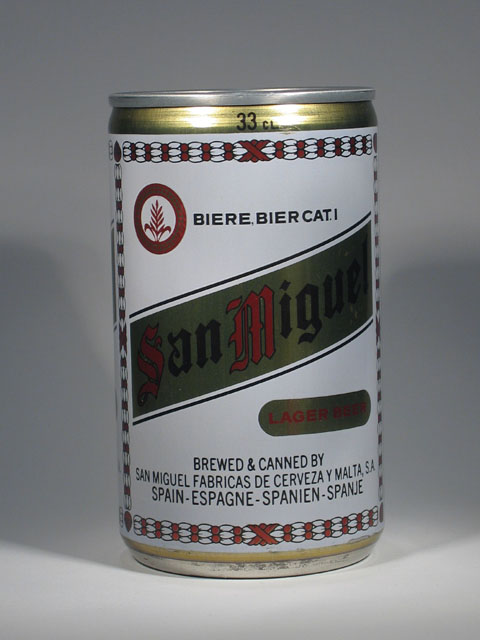 33 CL
BIERE, BIER CAT. I
San Miguel
LAGER BEER
BREWED & CANNED BY
SAN MIGUEL FABRICAS DE CERVEZA Y MALTA, S.A.
SPAIN - ESPAGNE - SPANIEN - SPANJE